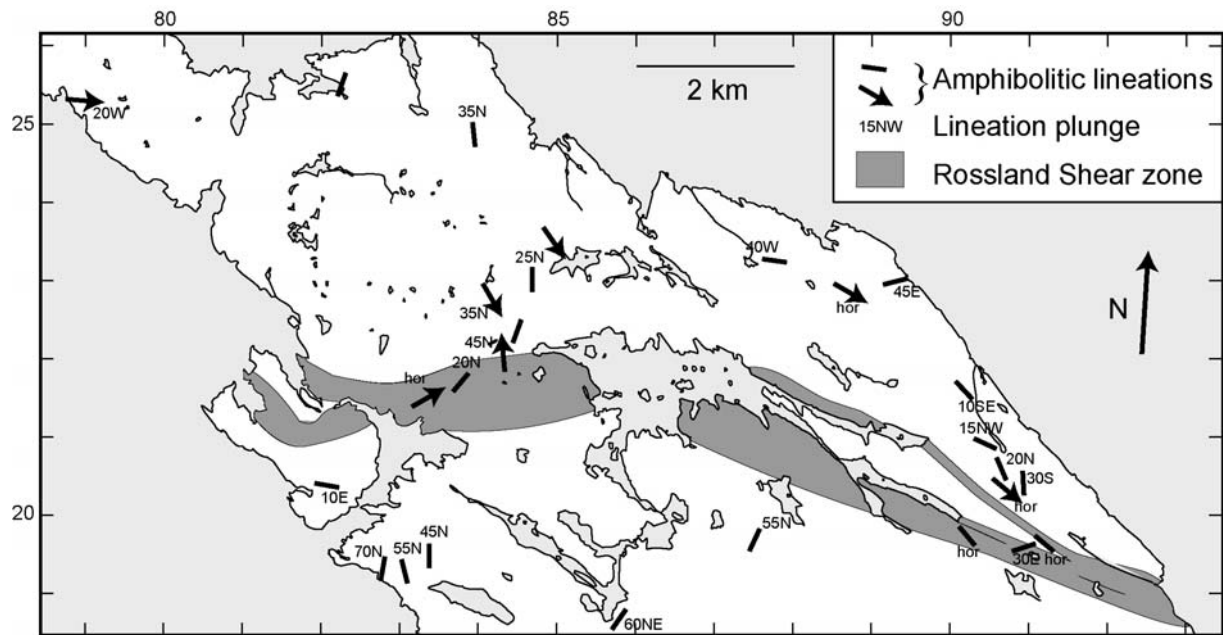 80 85 90
2 km
Amphibolitic lineations
15NW Lineation plunge
Rossland Shear zone
25
20W
35N
40W
25N
45E
hor
35N
N
45N
20N
hor
10SE
15NW
20N
30S
hor
10E
20
55N
45N
55N
70N
hor
30E hor
60NE